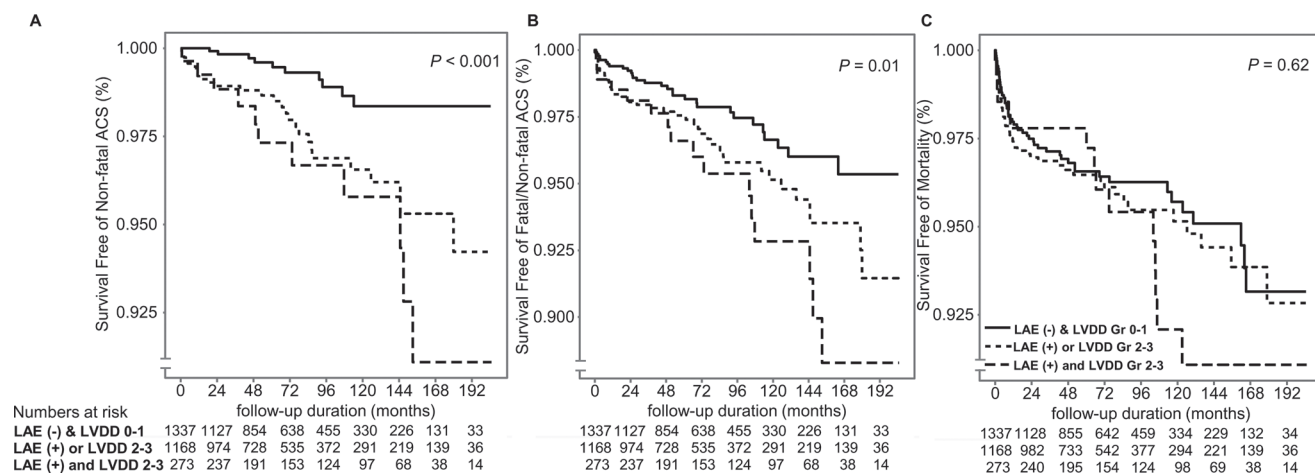 A
B
C
P < 0.001
P = 0.01
P = 0.62
Survival Free of Non-fatal ACS (%)
1.000
0.975
0.950
0.925
Survival Free of Fatal/Non-fatal ACS (%)
1.000
0.975
0.950
0.925
0.900
Survival Free of Mortality (%)
1.000
0.975
0.950
0.925
LAE (-) & LVDD Gr 0-1
LAE (+) or LVDD Gr 2-3
LAE (+) and LVDD Gr 2-3
0 24 48 72 96 120 144 168 192
0 24 48 72 96 120 144 168 192
0 24 48 72 96 120 144 168 192
follow-up duration (months)
follow-up duration (months)
follow-up duration (months)
Numbers at risk
LAE (-) & LVDD 0-1 1337 1127 854 638 455 330 226 131 33
LAE (+) or LVDD 2-3 1168 974 728 535 372 291 219 139 36
LAE (+) and LVDD 2-3 273 237 191 153 124 97 68 38 14
1337 1127 854 638 455 330 226 131 33
1168 974 728 535 372 291 219 139 36
273 237 191 153 124 97 68 38 14
1337 1128 855 642 459 334 229 132 34
1168 982 733 542 377 294 221 139 36
273 240 195 154 124 98 69 38 14